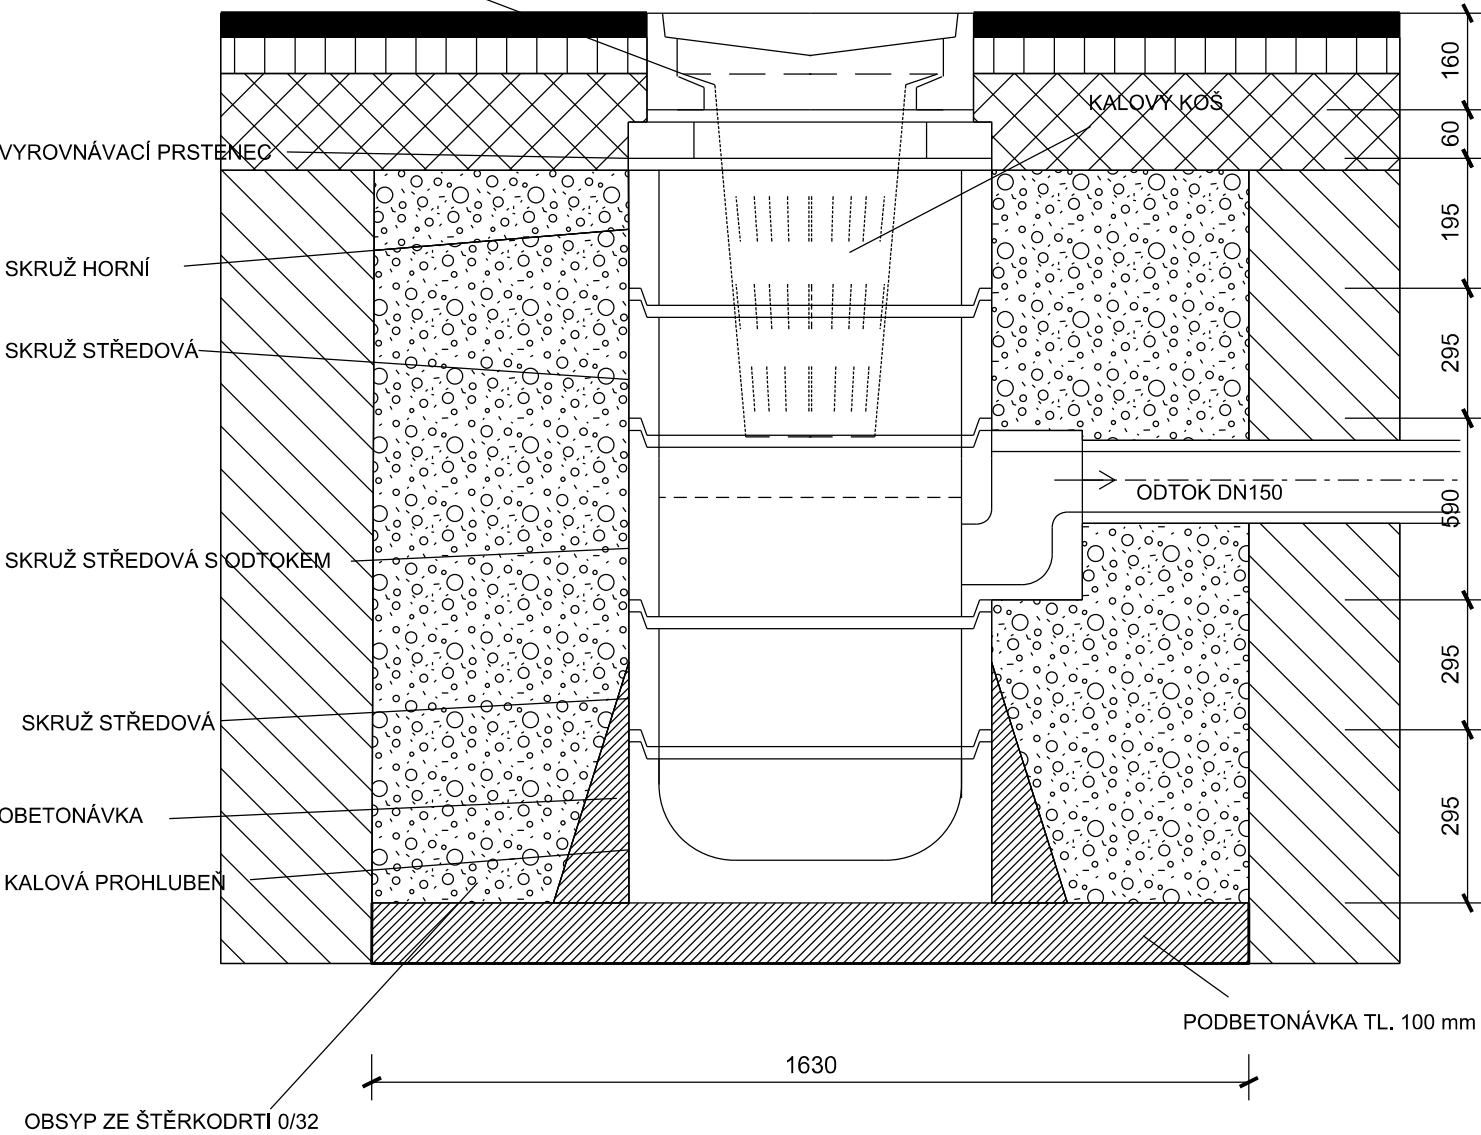 160
KALOVÝ KOŠ
60
VYROVNÁVACÍ PRSTENEC
195
SKRUŽ HORNÍ
SKRUŽ STŘEDOVÁ
295
ODTOK DN150
590
SKRUŽ STŘEDOVÁ S ODTOKEM
295
SKRUŽ STŘEDOVÁ
OBETONÁVKA
295
KALOVÁ PROHLUBEŇ
PODBETONÁVKA TL. 100 mm
1630
OBSYP ZE ŠTĚRKODRTÍ 0/32